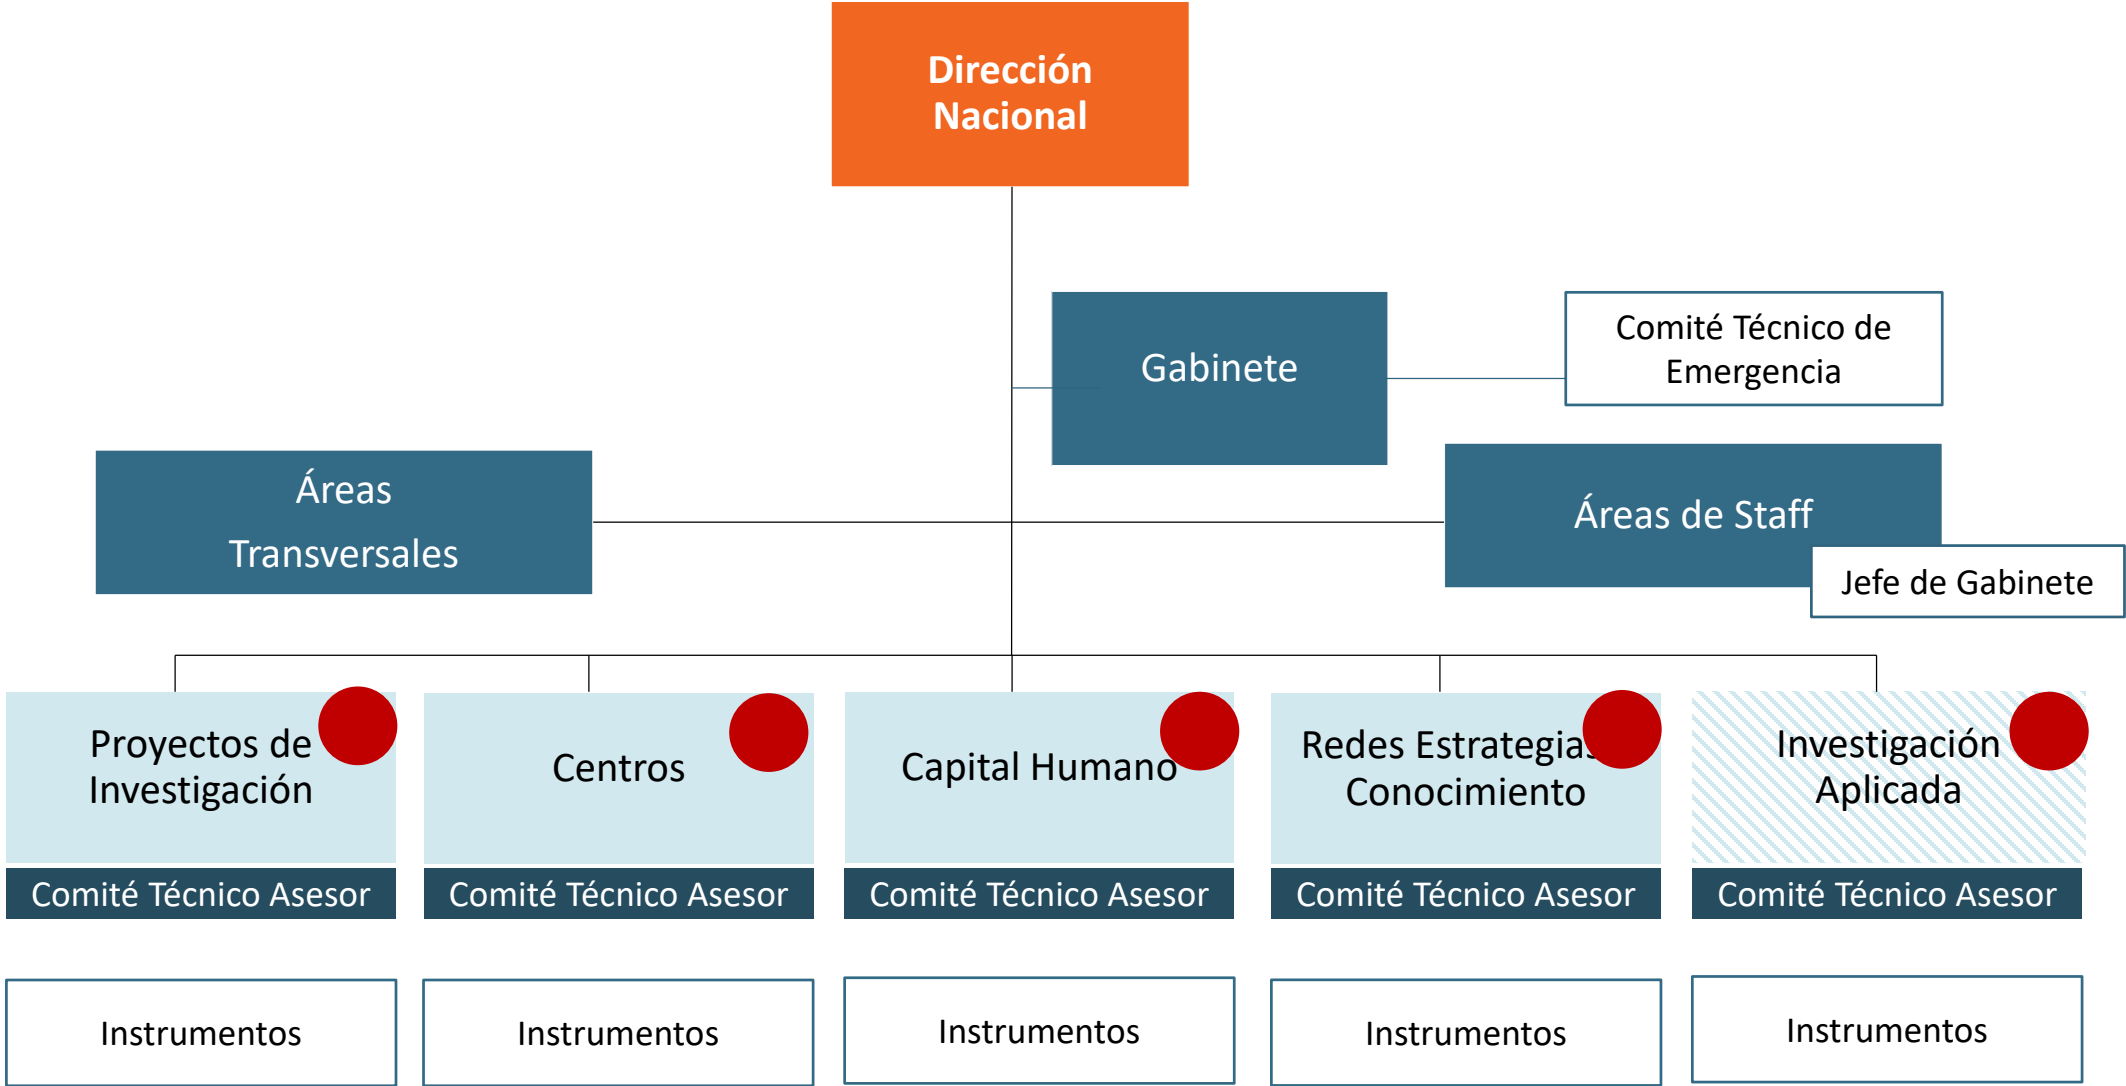 Dirección
Nacional
Gabinete
Comité Técnico de
Emergencia
Áreas
Transversales
Áreas de Staff
Jefe de Gabinete
Proyectos de
Investigación
Centros
Capital Humano
Redes Estrategias
Conocimiento
Investigación
Aplicada
Comité Técnico Asesor
Comité Técnico Asesor
Comité Técnico Asesor
Comité Técnico Asesor
Comité Técnico Asesor
Instrumentos
Instrumentos
Instrumentos
Instrumentos
Instrumentos